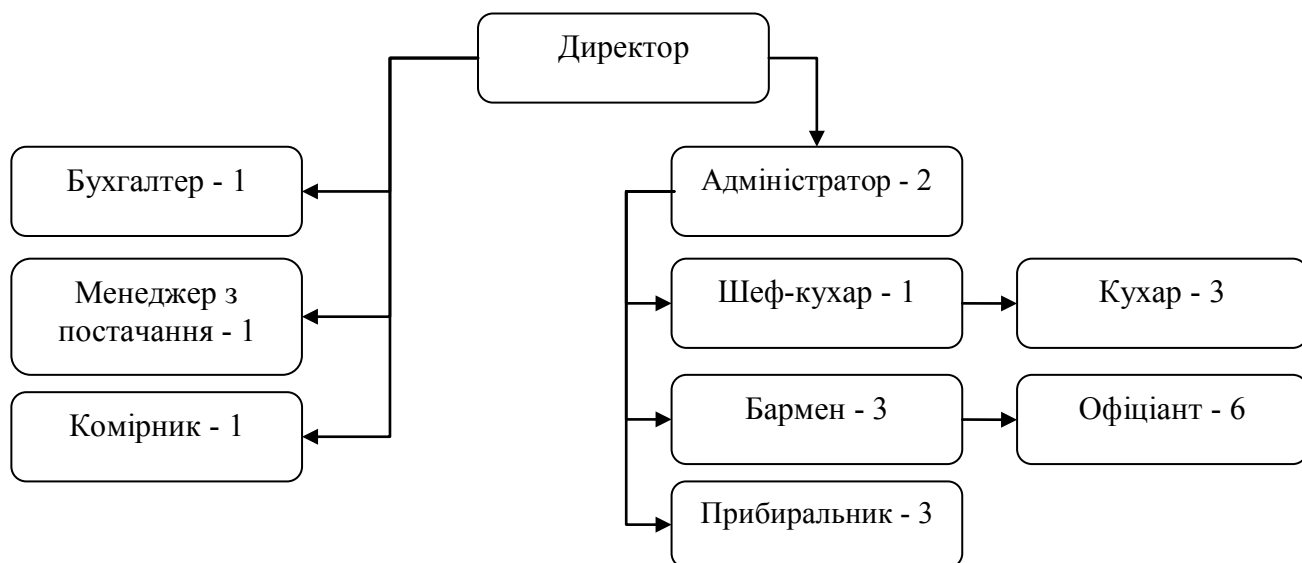 Директор
Бухгалтер - 1
Адміністратор - 2
Менеджер з
постачання - 1
Шеф-кухар - 1
Кухар - 3
Комірник - 1
Бармен - 3
Офіціант - 6
Прибиральник - 3